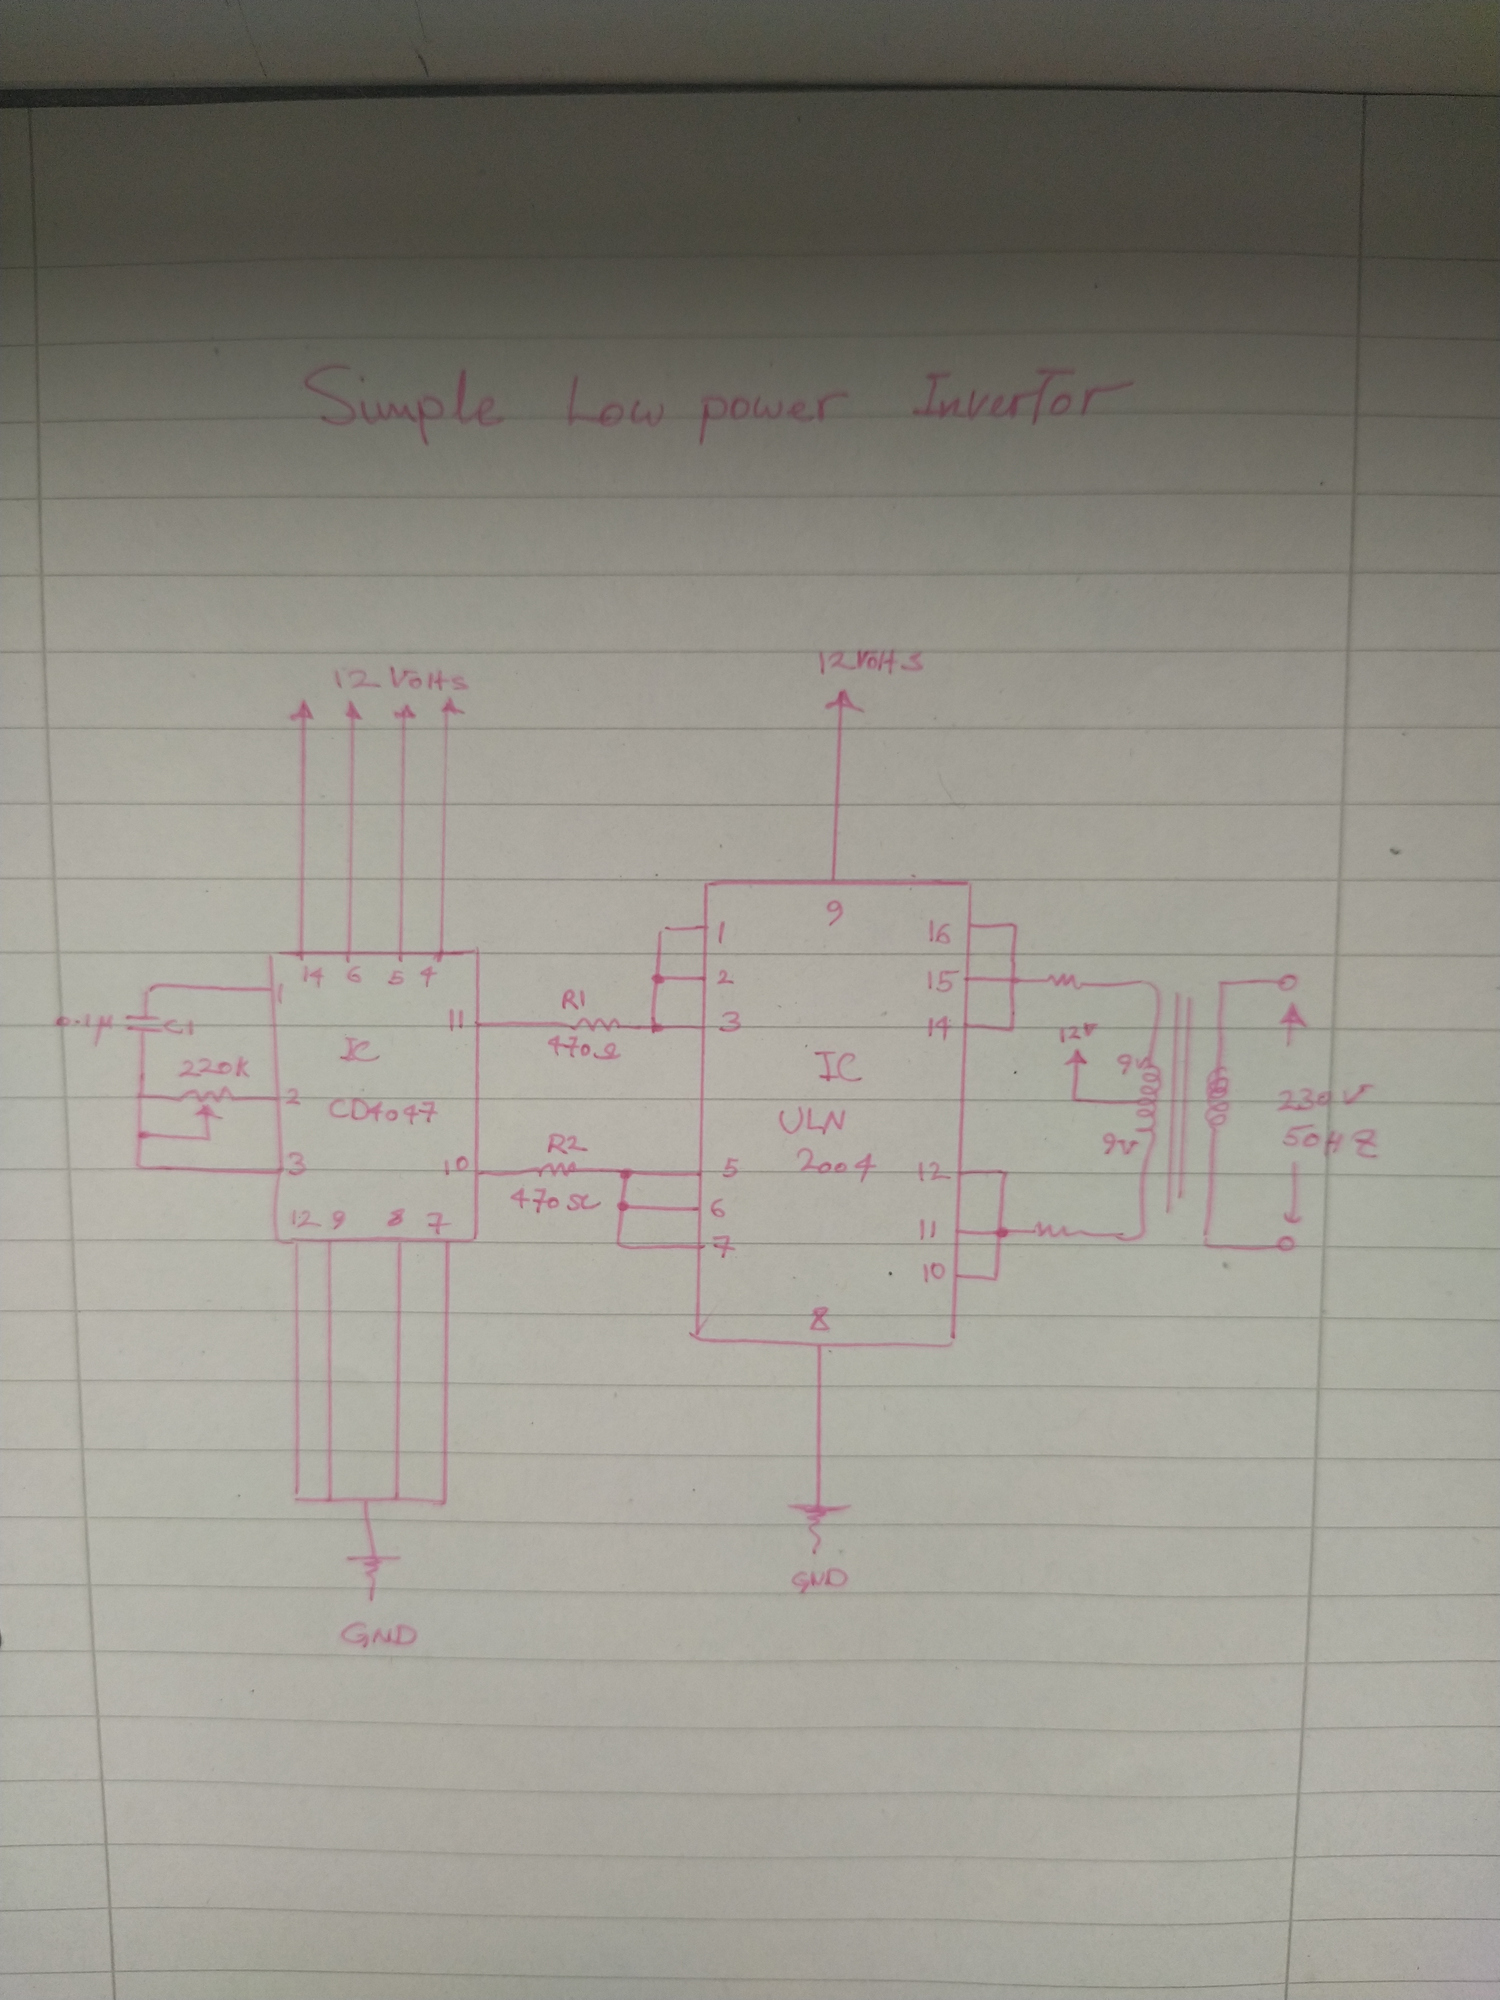 Simple Low power Invertor
12 Volts
12 Volts
9
1
16
14 6 5 4
2
15
1
11
R1
470Ω
3
14
0.1μ
C1
IC
IC
12V
9V
220K
2
CD4047
ULN
2004
230V
50HZ
9V
3
10
R2
470Ω
5
12
6
11
7
10
12 9 8 7
8
GND
GND